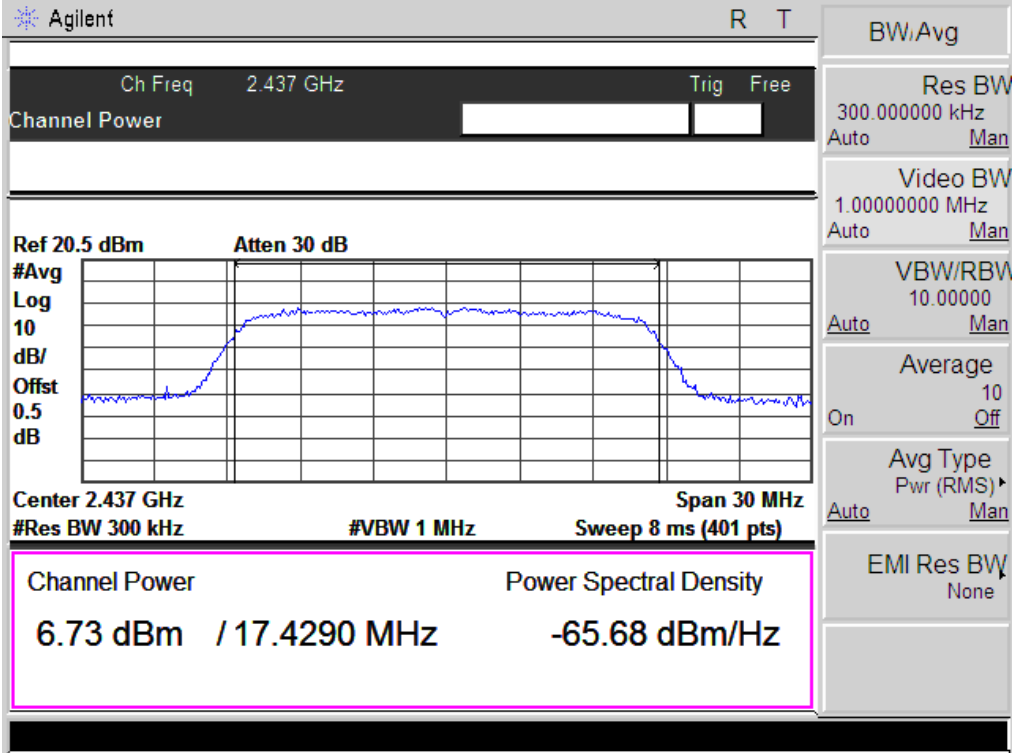 Agilent
R T
Ch Freq 2.437 GHz Trig Free
Channel Power
Ref 20.5 dBm Atten 30 dB
#Avg
Log
10
dB/
Offst
0.5
dB
Center 2.437 GHz Span 30 MHz
#Res BW 300 kHz #VBW 1 MHz Sweep 8 ms (401 pts)
Channel Power Power Spectral Density
6.73 dBm / 17.4290 MHz -65.68 dBm/Hz
BW/Avg
Res BW
300.000000 kHz
Auto Man
Video BW
1.00000000 MHz
Auto Man
VBW/RBW
10.00000
Auto Man
Average
10
On Off
Avg Type
Pwr (RMS)
Auto Man
EMI Res BW
None